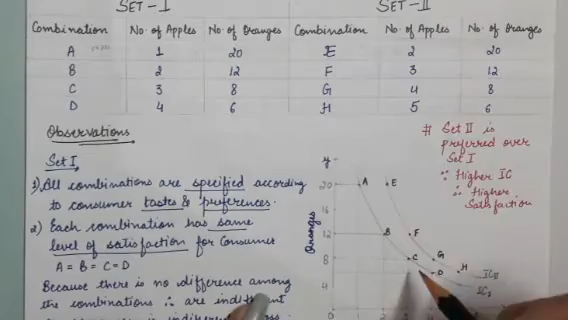 SET-I SET-II
Combination No. of Apples No. of Oranges Combination No. of Apples No. of Oranges
A 1 20 E 2 20
B 2 12 F 3 12
C 3 8 G 4 8
D 4 6 H 5 6
Observations
Set I
1) All combinations are specified according
to consumer tastes & preferences.
2) Each combination has same
level of satisfaction for Consumer
A = B = C = D
Because there is no difference among
the combinations ∴ are indifferent
# Set II is
preferred over
Set I
∵ Higher IC
∴ Higher
Satisfaction
y
20 A E
Oranges
12 B F
8 C G
D H
4
0
IC II
IC I